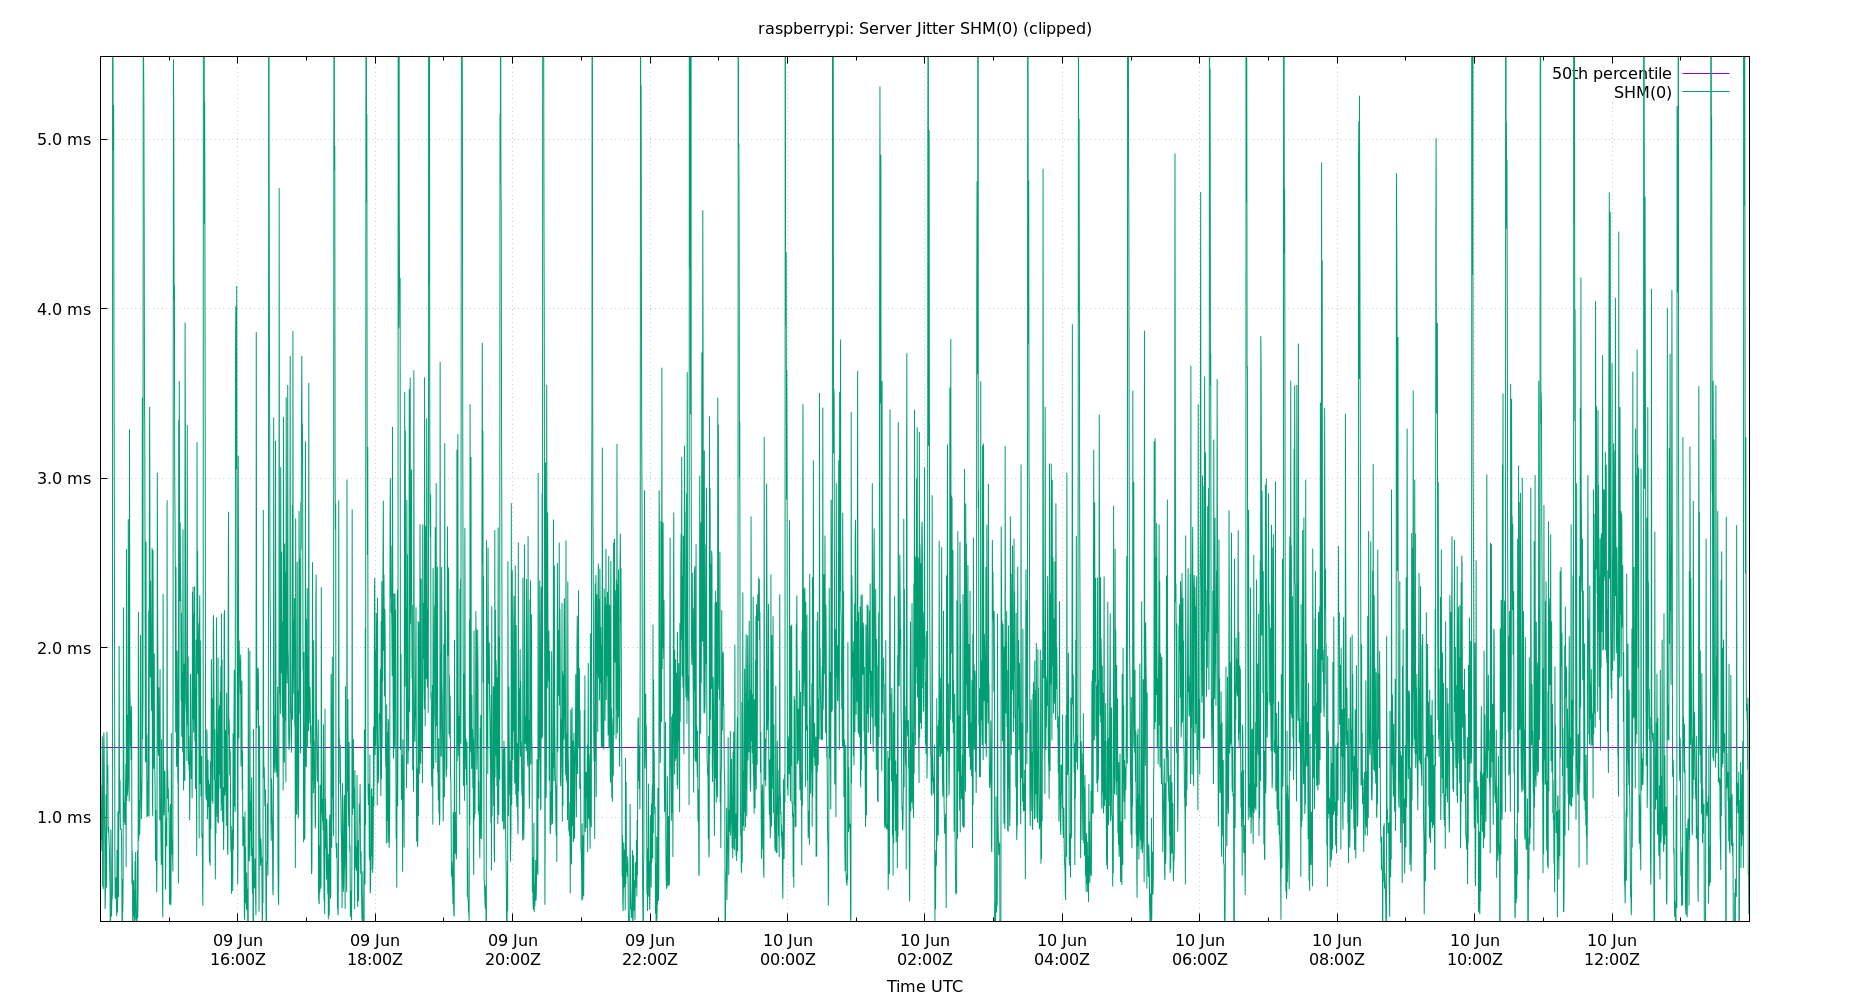 raspberrypi: Server Jitter SHM(0) (clipped)
50th percentile
SHM(0)
5.0 ms
4.0 ms
3.0 ms
2.0 ms
1.0 ms
09 Jun 09 Jun 09 Jun 09 Jun 10 Jun 10 Jun 10 Jun 10 Jun 10 Jun 10 Jun 10 Jun
16:00Z 18:00Z 20:00Z 22:00Z 00:00Z 02:00Z 04:00Z 06:00Z 08:00Z 10:00Z 12:00Z
Time UTC